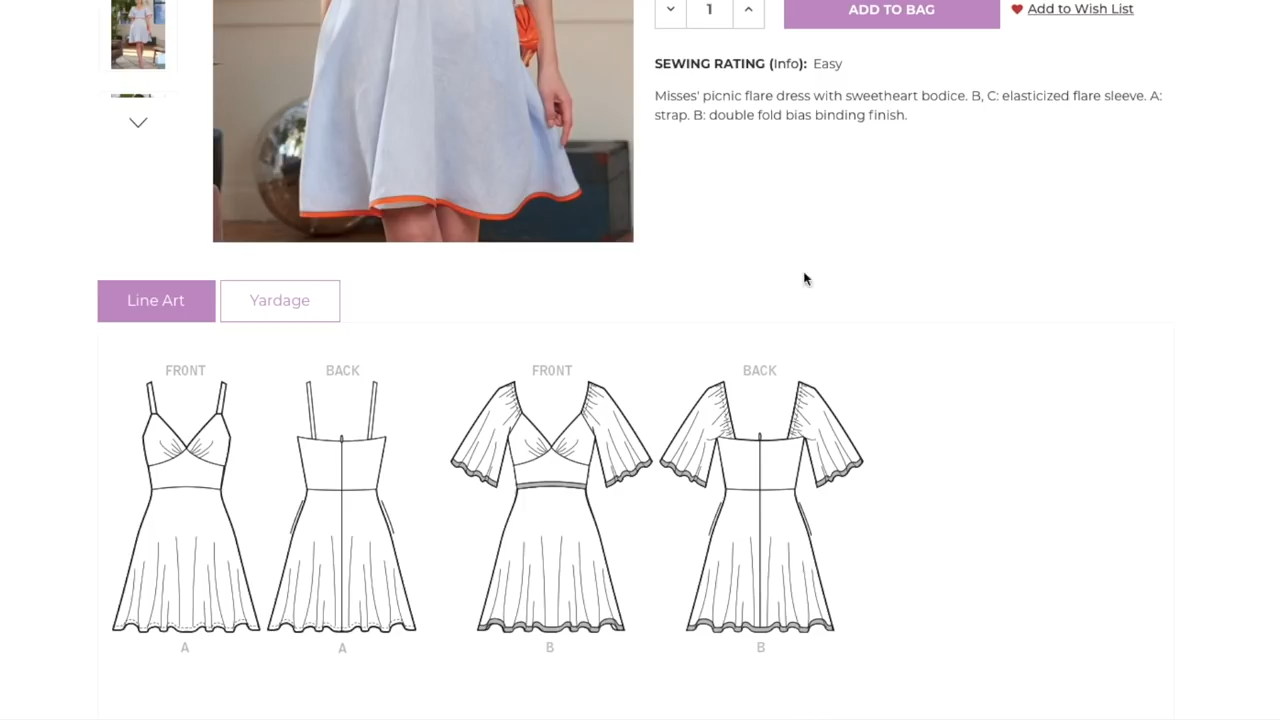 1
ADD TO BAG
Add to Wish List
SEWING RATING (Info): Easy
Misses' picnic flare dress with sweetheart bodice. B, C: elasticized flare sleeve. A:
strap. B: double fold bias binding finish.
Line Art
Yardage
FRONT
BACK
FRONT
BACK
A
A
B
B